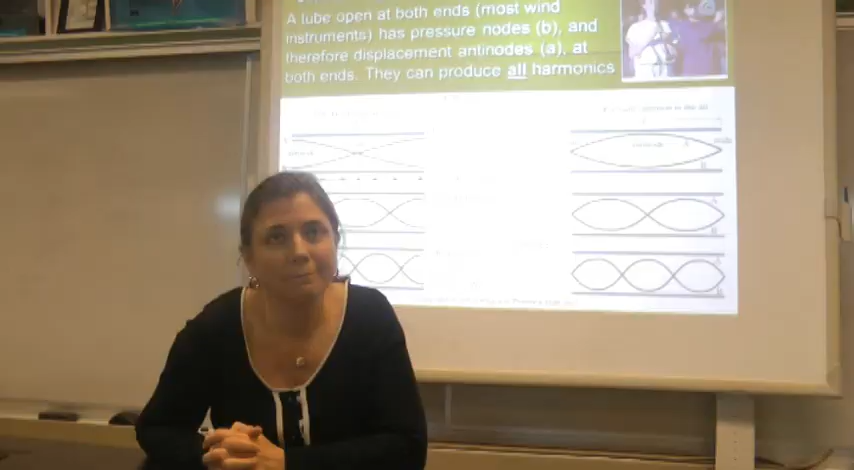 A tube open at both ends (most wind
instruments) has pressure nodes (b), and
therefore displacement antinodes (a), at
both ends. They can produce all harmonics